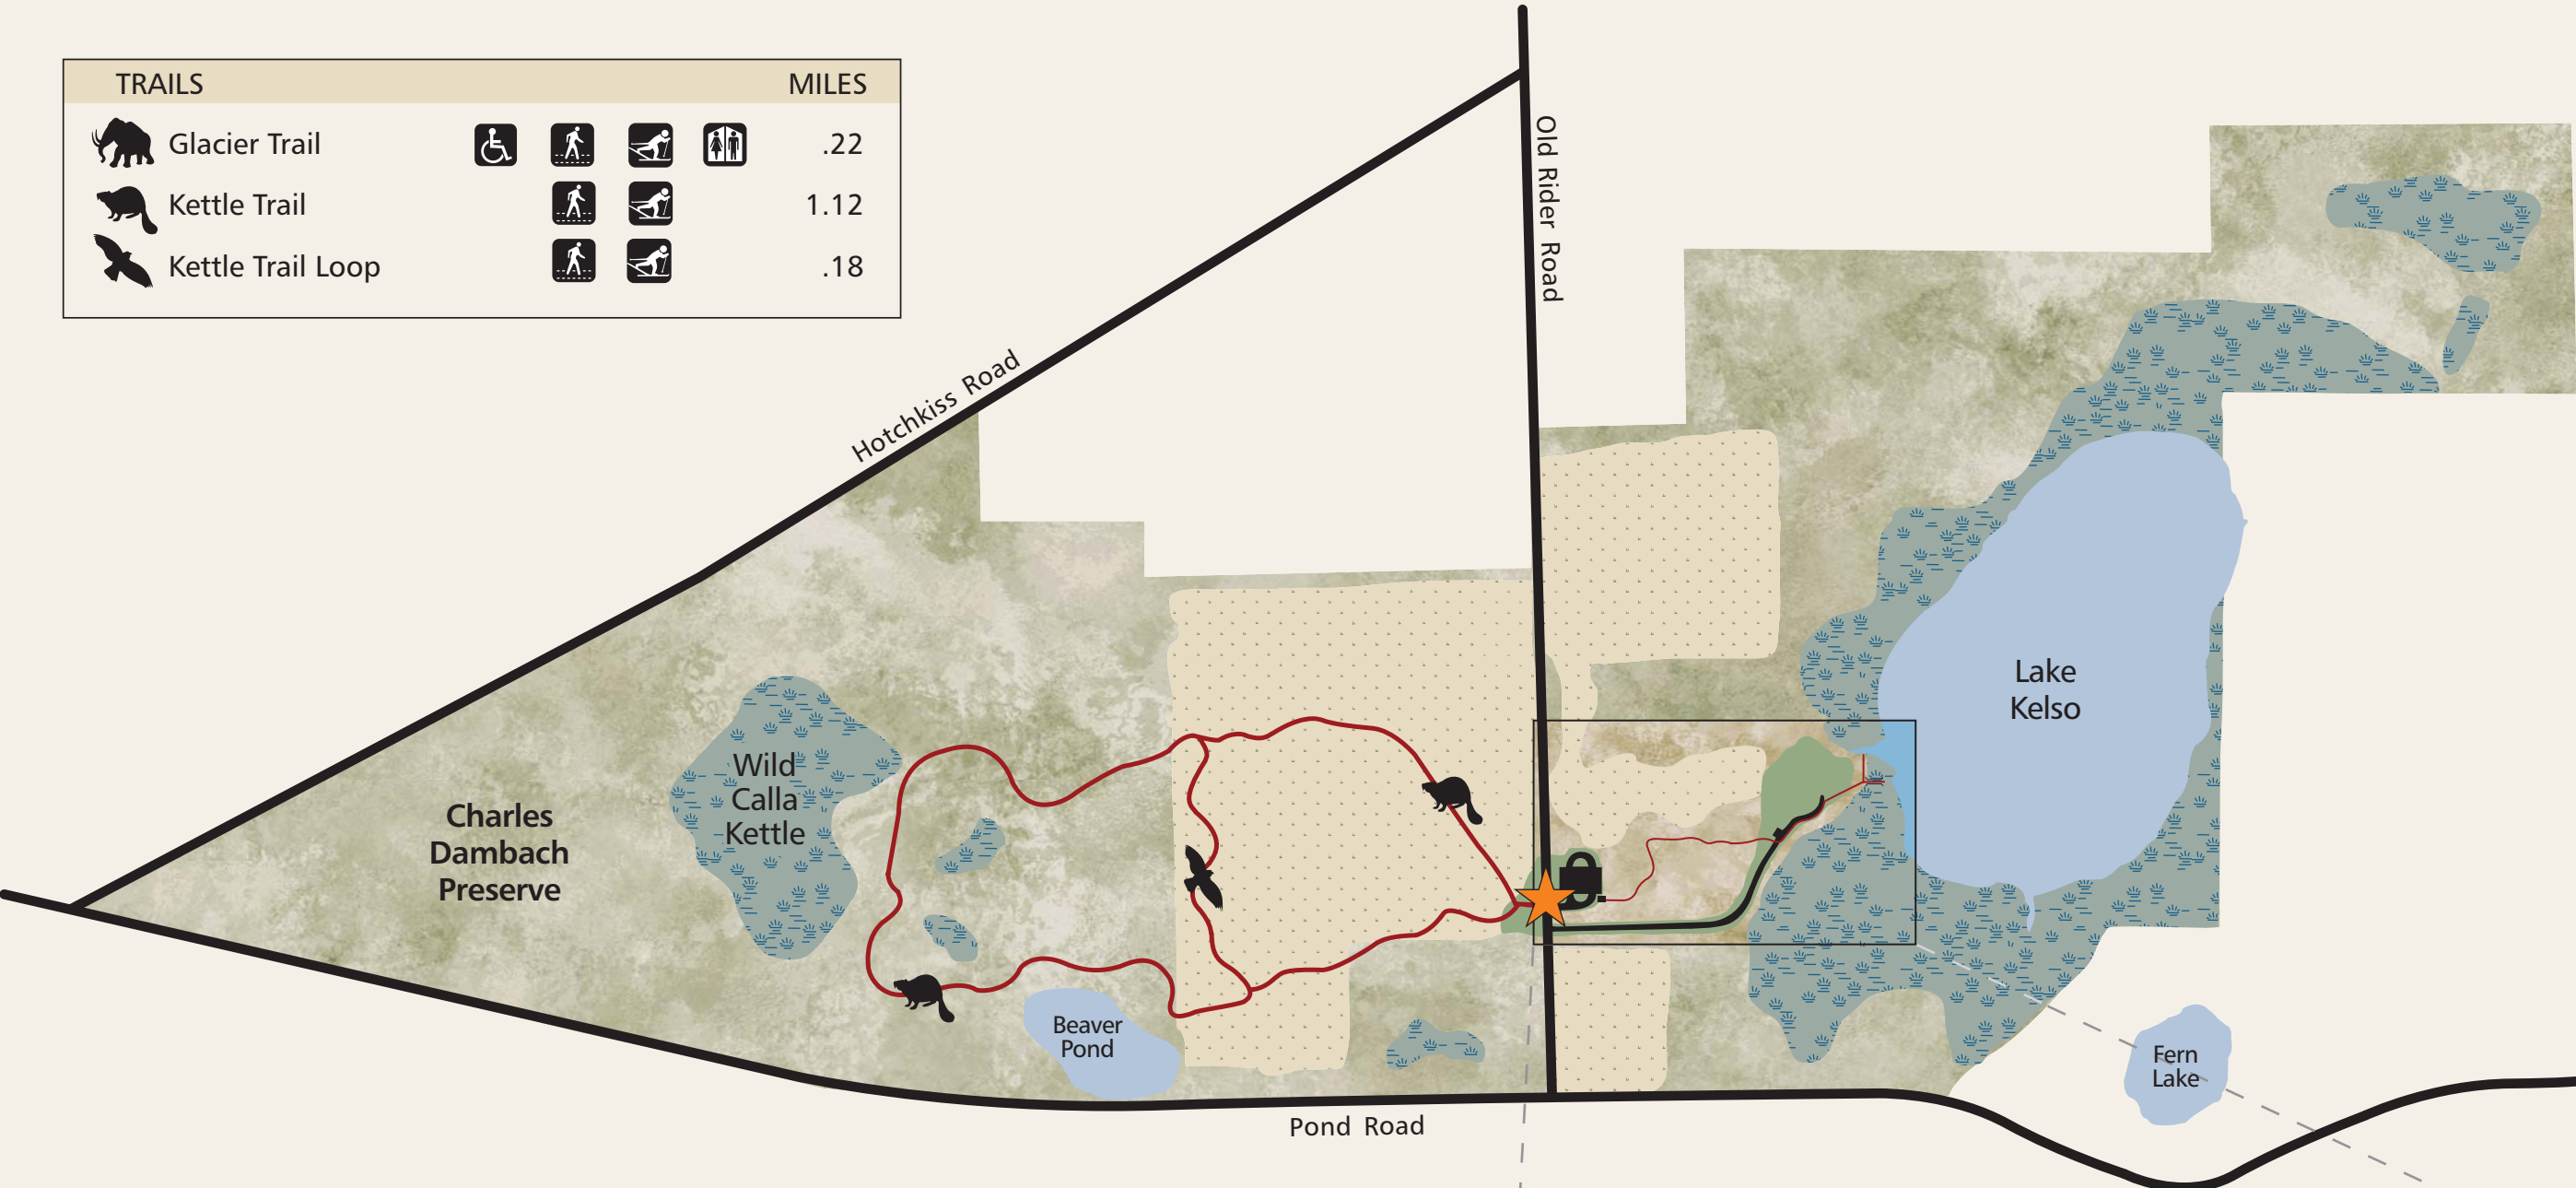 TRAILS MILES
Glacier Trail .22
Kettle Trail 1.12
Kettle Trail Loop .18
Old Rider Road
Hotchkiss Road
Lake
Kelso
Wild
Calla
Kettle
Charles
Dambach
Preserve
Beaver
Pond
Fern
Lake
Pond Road